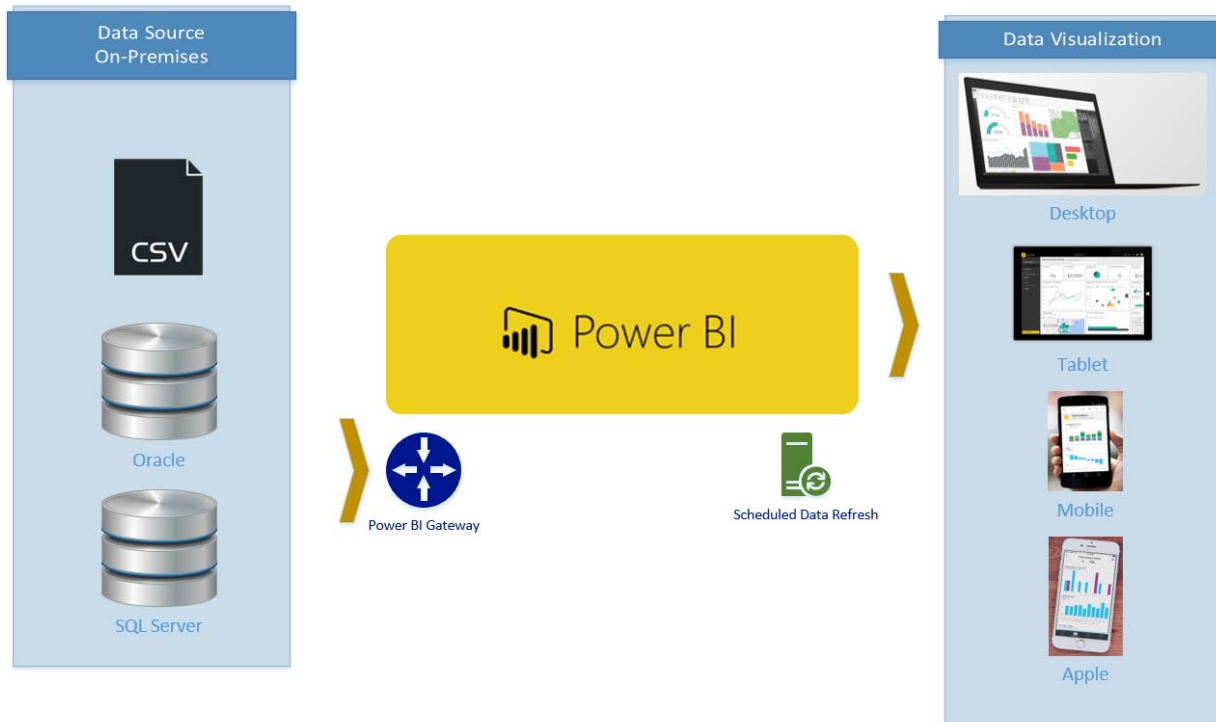 Data Source
On-Premises
CSV
Oracle
SQL Server
Power BI
Power BI Gateway
Scheduled Data Refresh
Data Visualization
Desktop
Tablet
Mobile
Apple